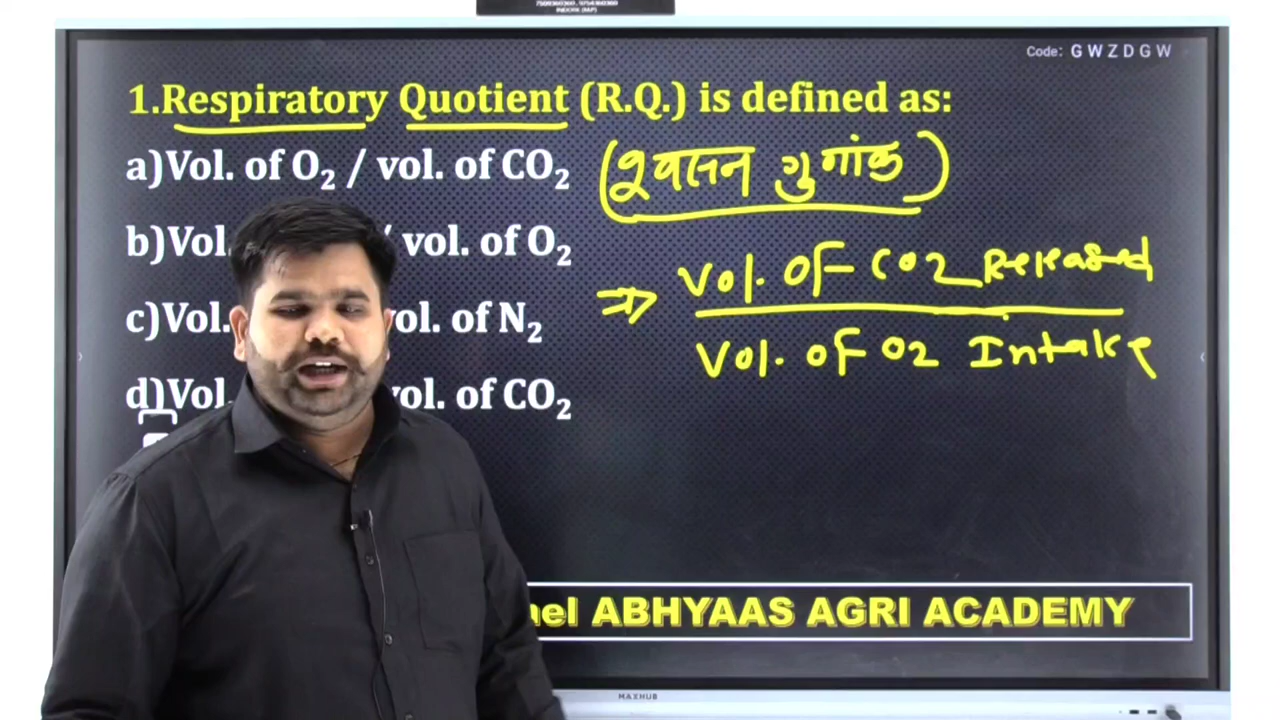 INDORE (MP)
Code: GWZDGW
1.Respiratory Quotient (R.Q.) is defined as:
a)Vol. of O₂ / vol. of CO₂
(श्वसन गुणांक)
b)Vol. / vol. of O₂
Vol. of CO2 Released
c)Vol. vol. of N₂
⇒
Vol. of O2 Intake
d)Vol. vol. of CO₂
nel ABHYAAS AGRI ACADEMY
MAXHUB